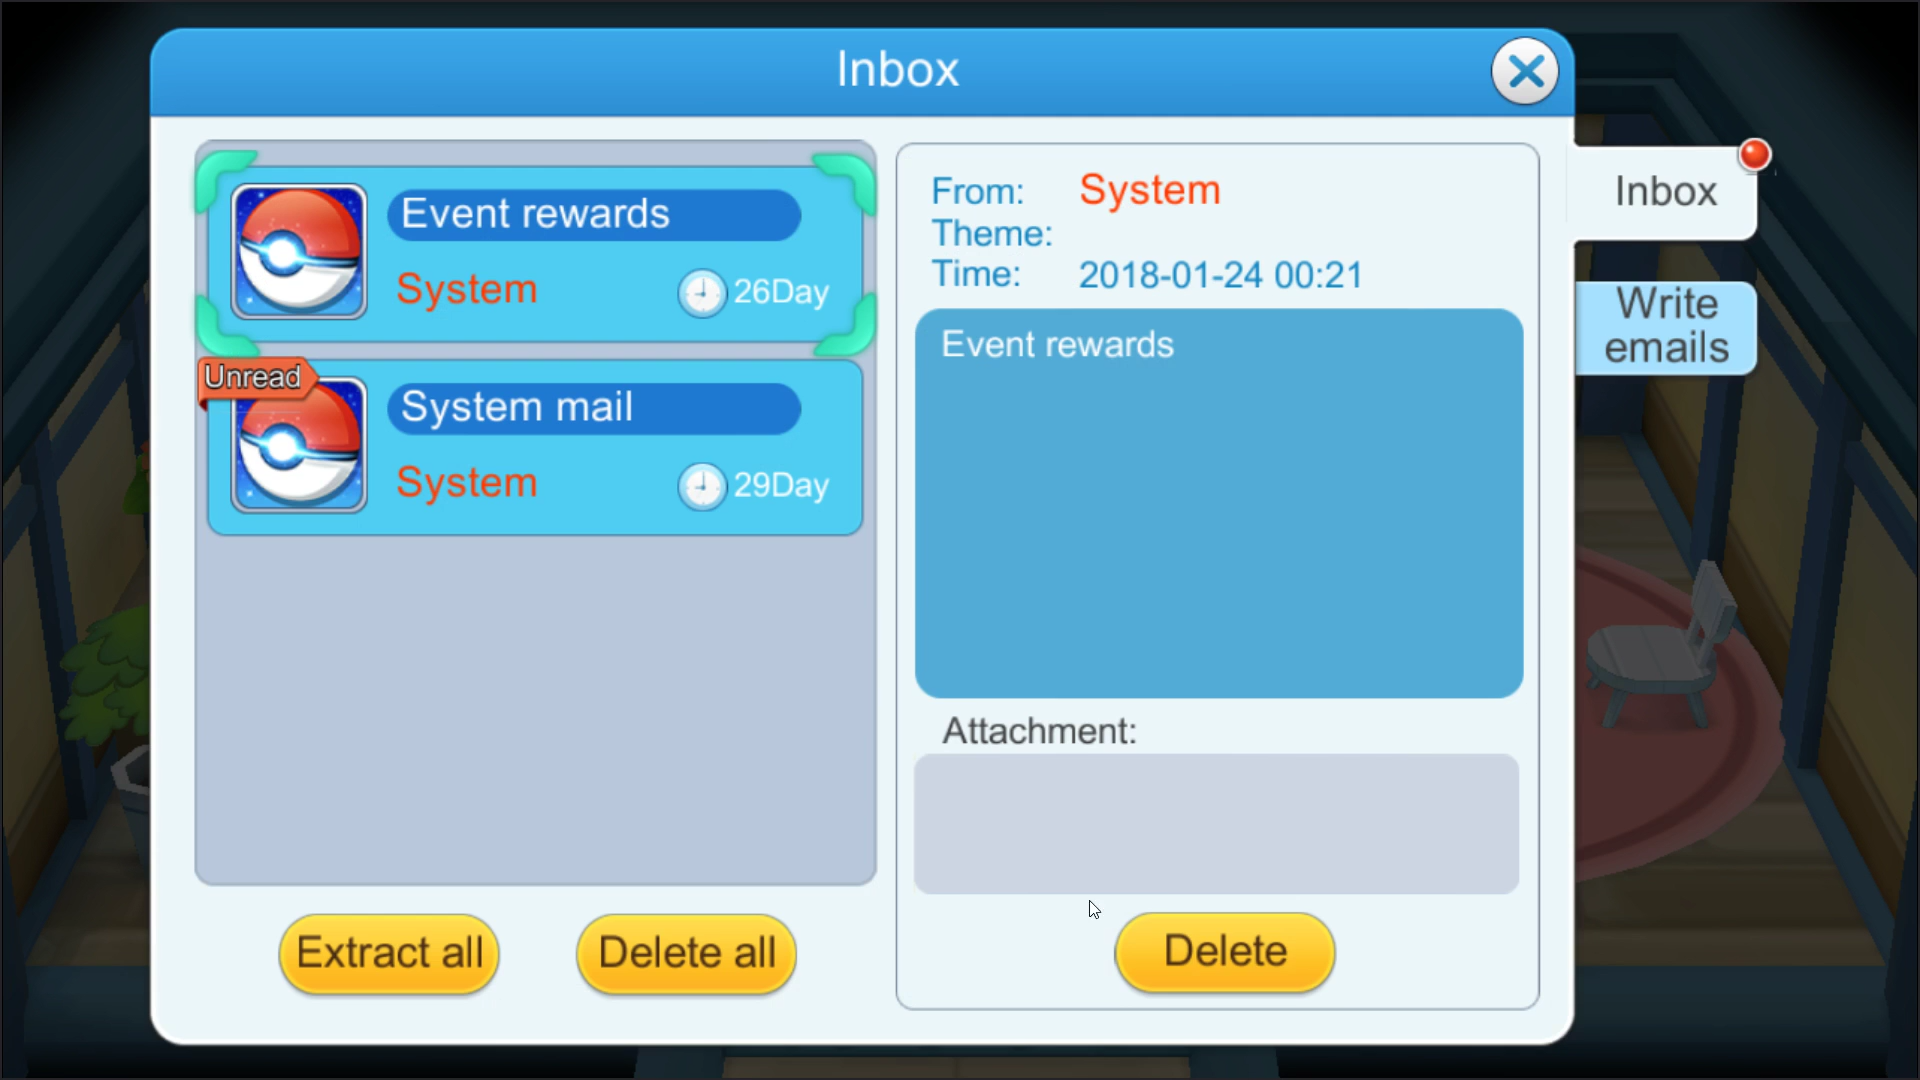 Inbox
Event rewards
System
26Day
Unread
System mail
System
29Day
Extract all
Delete all
From: System
Theme:
Time: 2018-01-24 00:21
Event rewards
Attachment:
Delete
Inbox
Write
emails